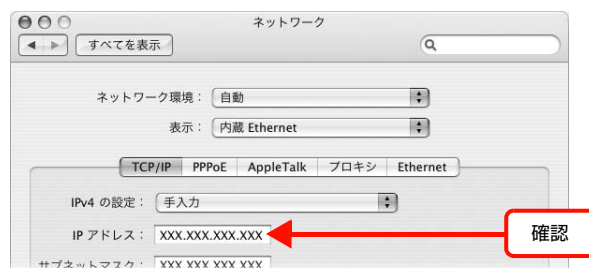 ネットワーク
すべてを表示
ネットワーク環境： 自動
表示： 内蔵 Ethernet
TCP/IP PPPoE AppleTalk プロキシ Ethernet
IPv4 の設定： 手入力
IP アドレス： XXX.XXX.XXX.XXX 確認
サブネットマスク： XXX.XXX.XXX.XXX